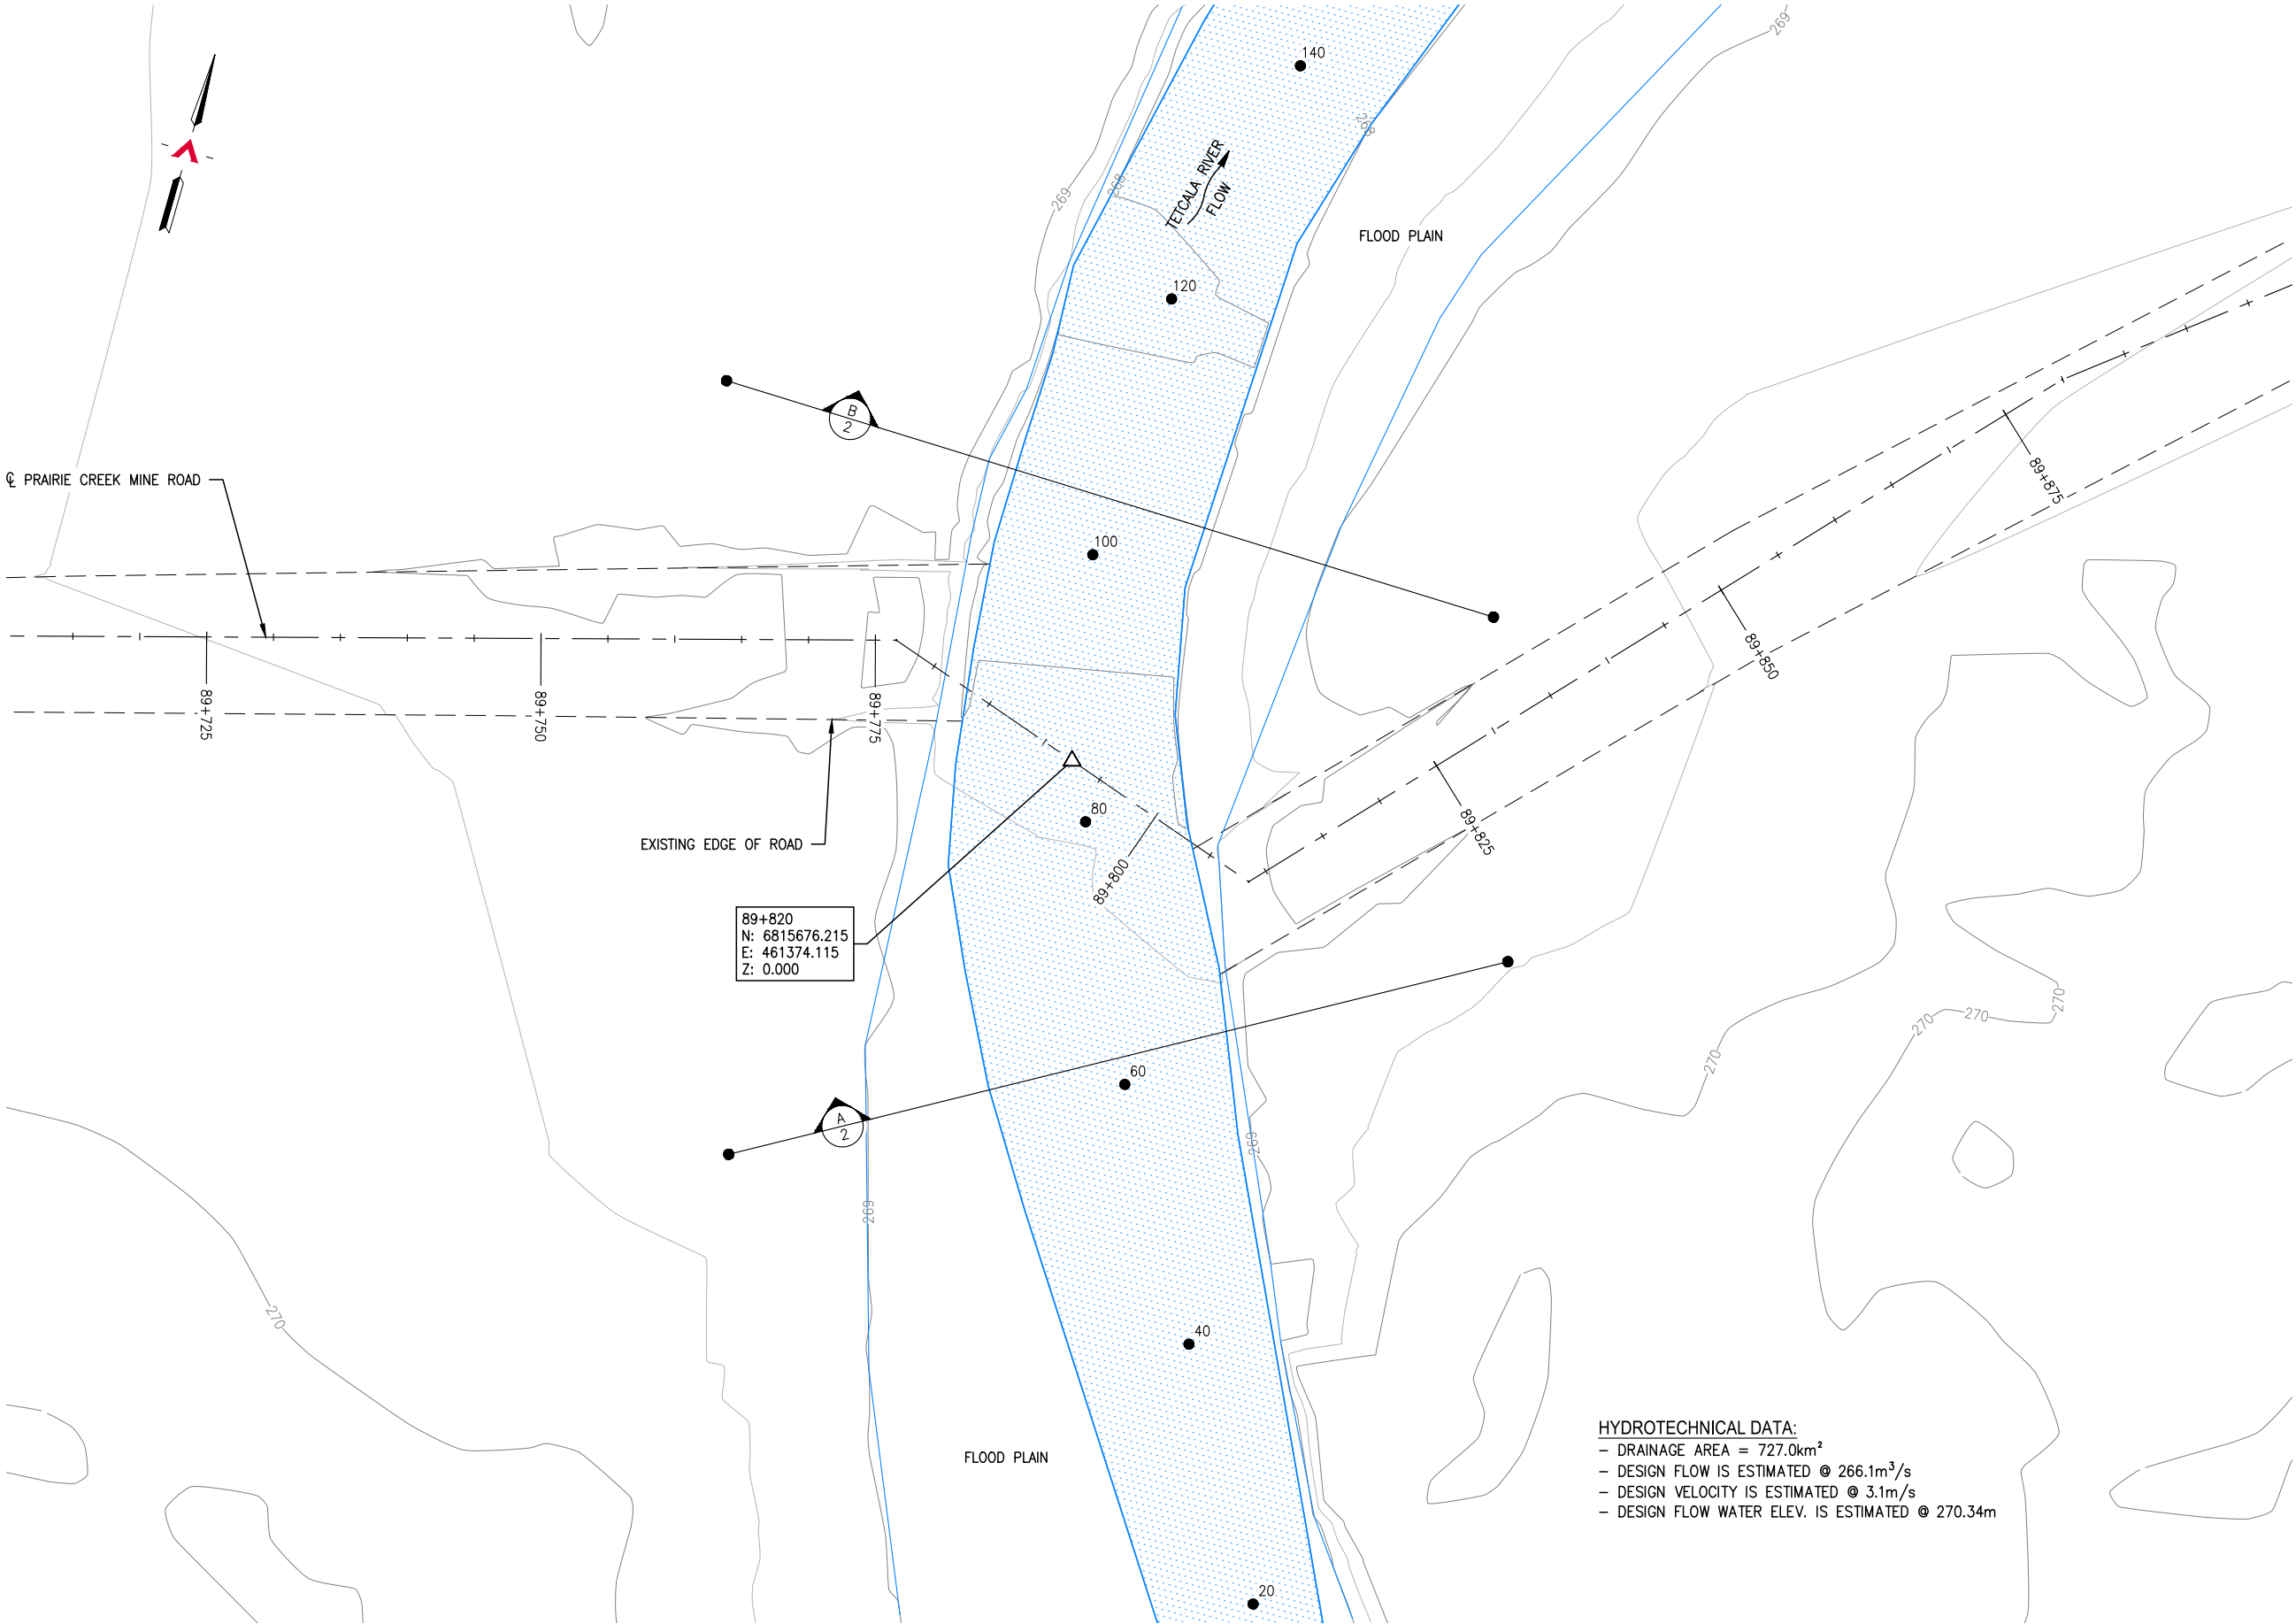 140
269
268
TETCALA RIVER
FLOW
269
268
FLOOD PLAIN
120
B
2
℄ PRAIRIE CREEK MINE ROAD
89+875
100
89+850
89+725
89+750
89+775
80
89+825
EXISTING EDGE OF ROAD
89+800
89+820
N: 6815676.215
E: 461374.115
Z: 0.000
270
270
270
270
60
A
2
269
269
270
40
FLOOD PLAIN
HYDROTECHNICAL DATA:
– DRAINAGE AREA = 727.0km²
– DESIGN FLOW IS ESTIMATED @ 266.1m³/s
– DESIGN VELOCITY IS ESTIMATED @ 3.1m/s
– DESIGN FLOW WATER ELEV. IS ESTIMATED @ 270.34m
20